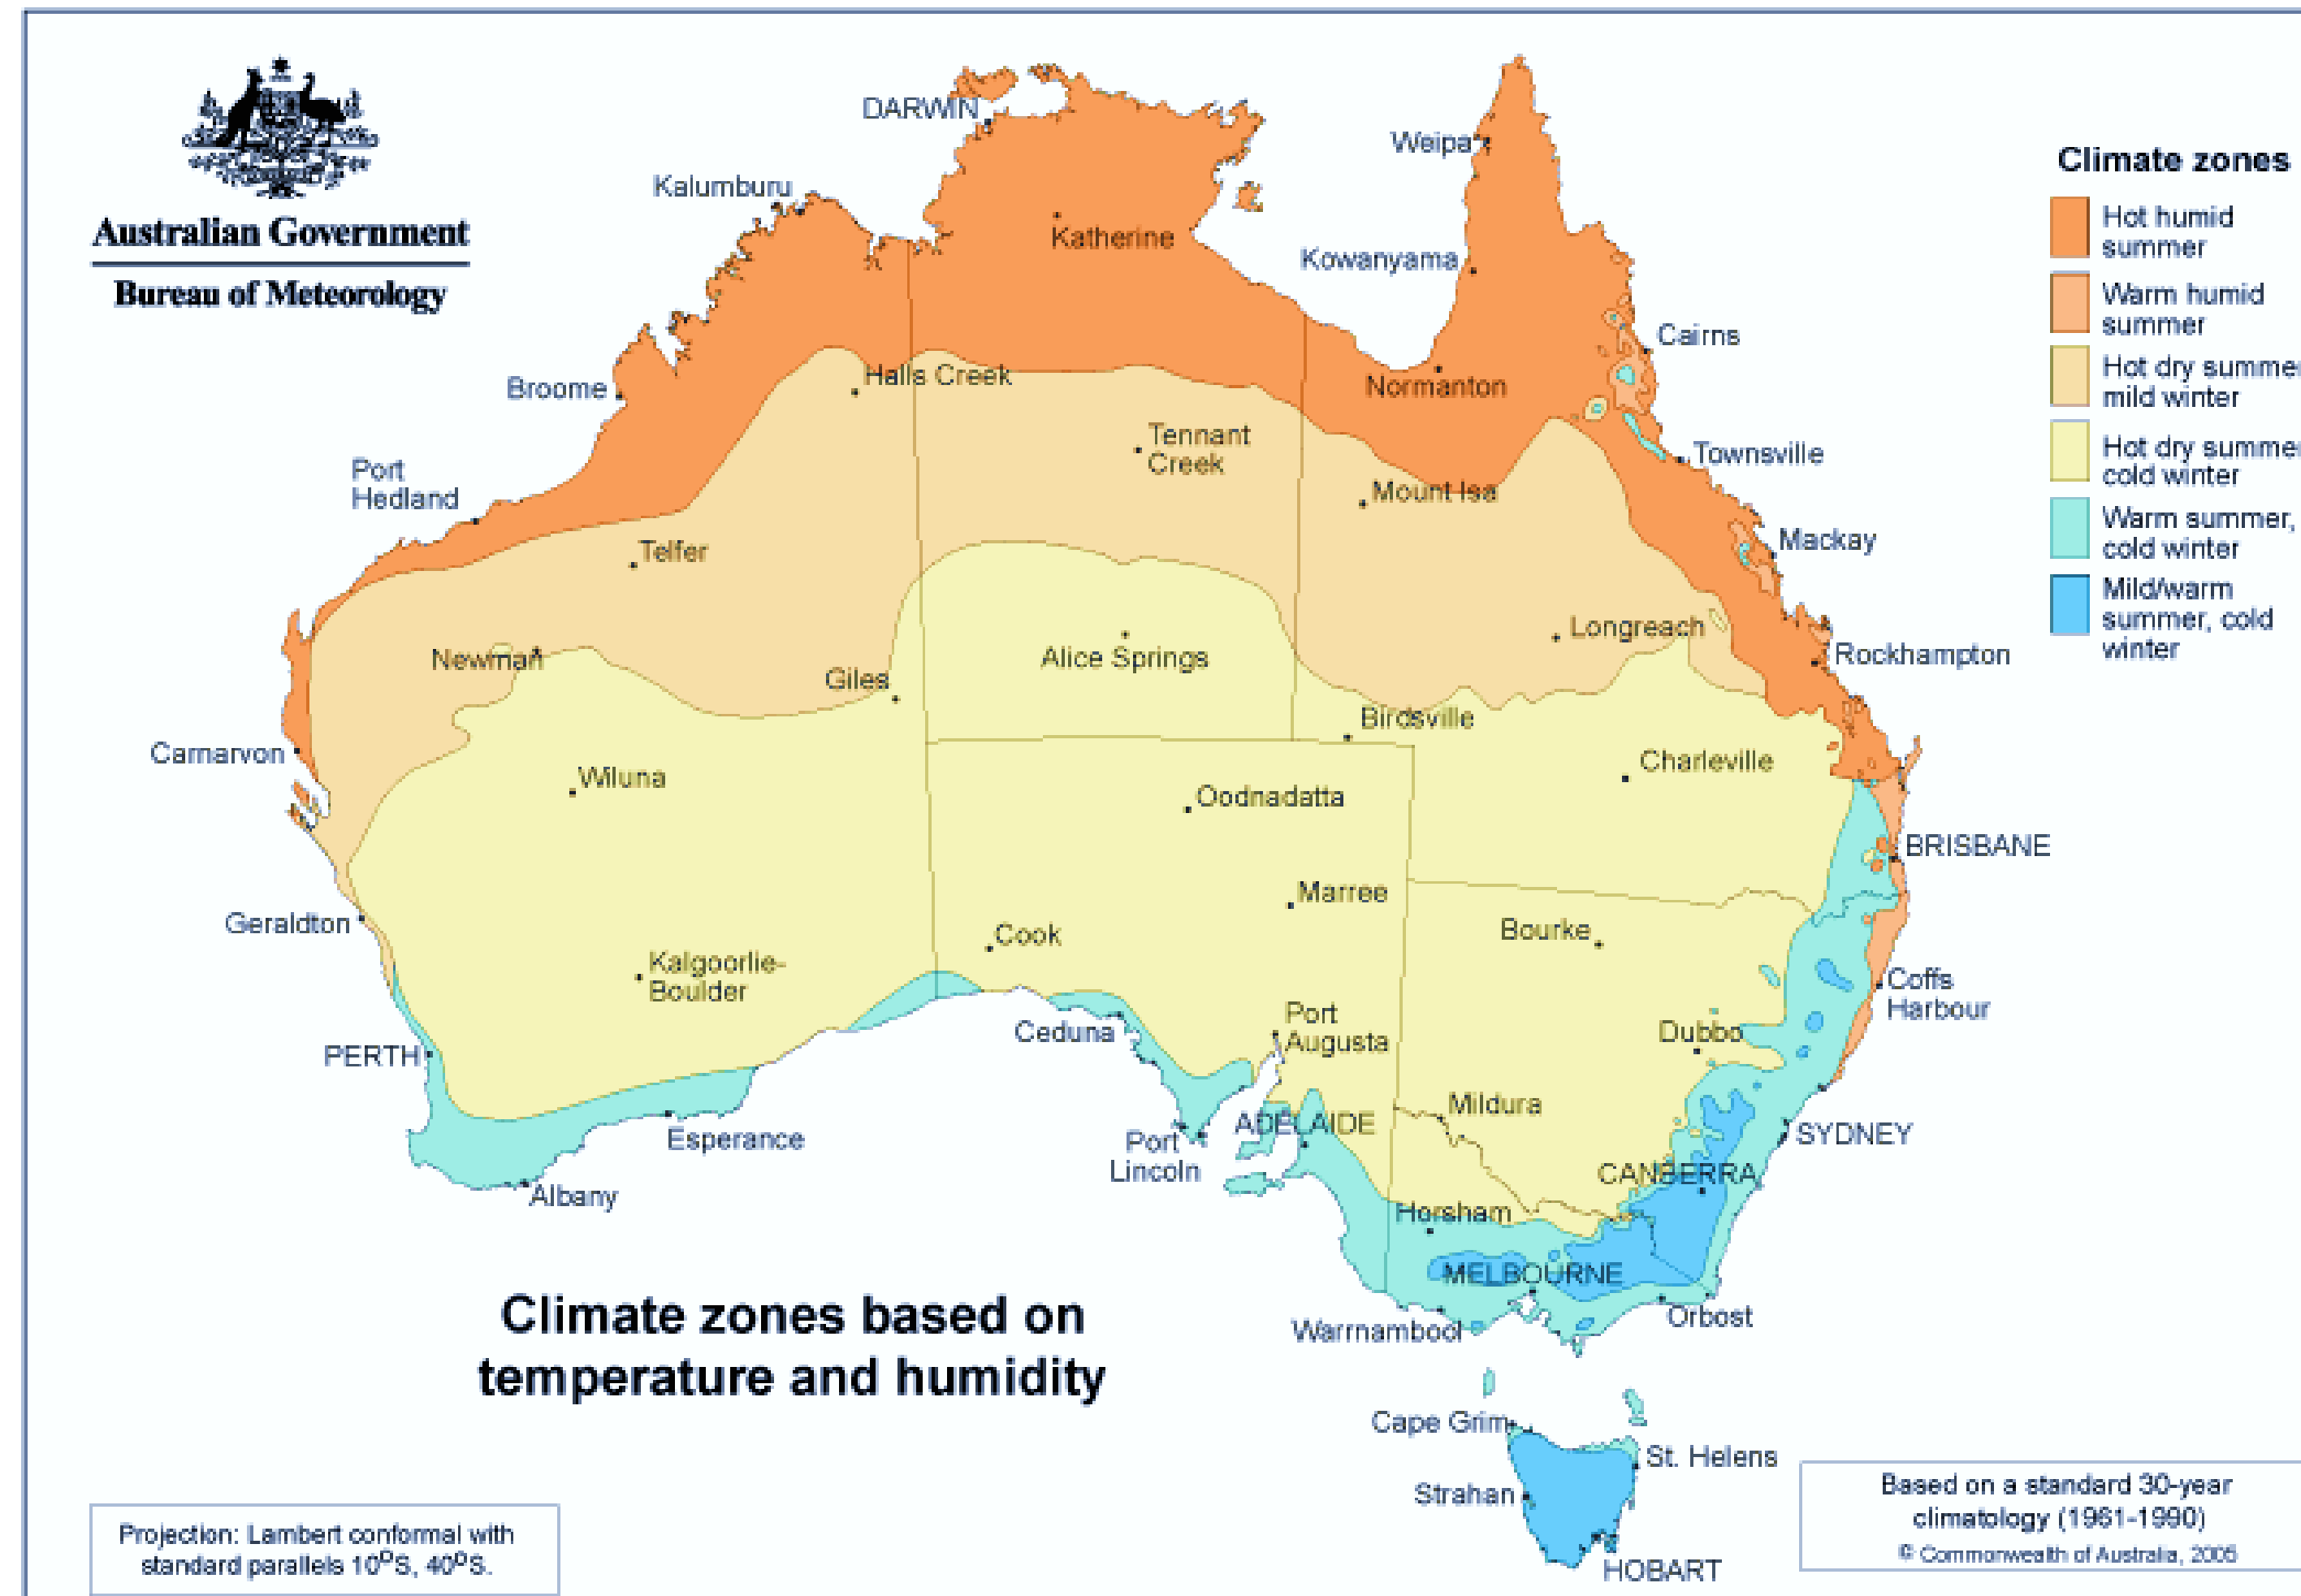 Australian Government
Bureau of Meteorology
DARWIN
Weipa
Kalumburu
Katherine
Kowanyama
Cairns
Broome
Halls Creek
Normanton
Tennant
Creek
Townsville
Port
Hedland
Mount Isa
Telfer
Mackay
Newman
Longreach
Alice Springs
Rockhampton
Giles
Birdsville
Carnarvon
Wiluna
Charleville
Oodnadatta
BRISBANE
Marree
Geraldton
Cook
Bourke
Kalgoorlie-
Boulder
Coffs
Harbour
Ceduna
Port
Augusta
Dubbo
PERTH
Mildura
ADELAIDE
Esperance
Port
Lincoln
SYDNEY
CANBERRA
Albany
Horsham
MELBOURNE
Orbost
Warrnambool
Cape Grim
St. Helens
Strahan
HOBART
Climate zones
Hot humid
summer
Warm humid
summer
Hot dry summer
mild winter
Hot dry summer
cold winter
Warm summer,
cold winter
Mild/warm
summer, cold
winter
Climate zones based on
temperature and humidity
Projection: Lambert conformal with
standard parallels 10ºS, 40ºS.
Based on a standard 30-year
climatology (1961-1990)
© Commonwealth of Australia, 2005